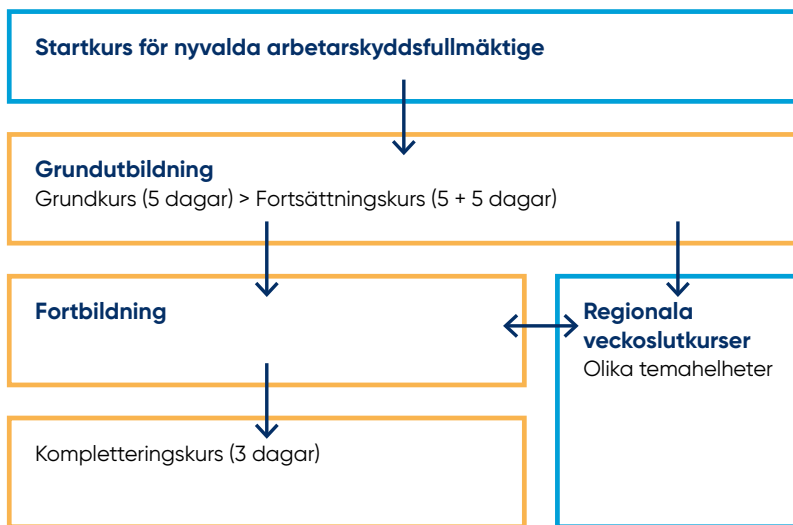 Startkurs för nyvalda arbetarskyddsfullmäktige
Grundutbildning
Grundkurs (5 dagar) > Fortsättningskurs (5 + 5 dagar)
Fortbildning
Regionala
veckoslutkurser
Olika temahelheter
Kompletteringskurs (3 dagar)